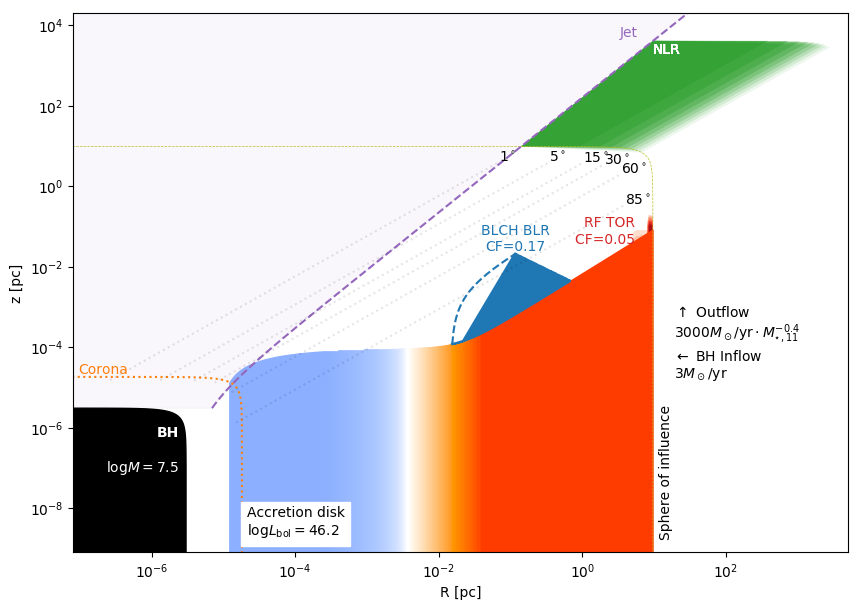 Jet
NLR
1°
5°
15°
30°
60°
85°
BLCH BLR
CF=0.17
RF TOR
CF=0.05
↑ Outflow
3000M⊙/yr · M⋆,11^−0.4
← BH Inflow
3M⊙/yr
Corona
BH
logM = 7.5
Accretion disk
logLbol = 46.2
Sphere of influence
z [pc]
10^4
10^2
10^0
10^−2
10^−4
10^−6
10^−8
10^−6
10^−4
10^−2
10^0
10^2
R [pc]